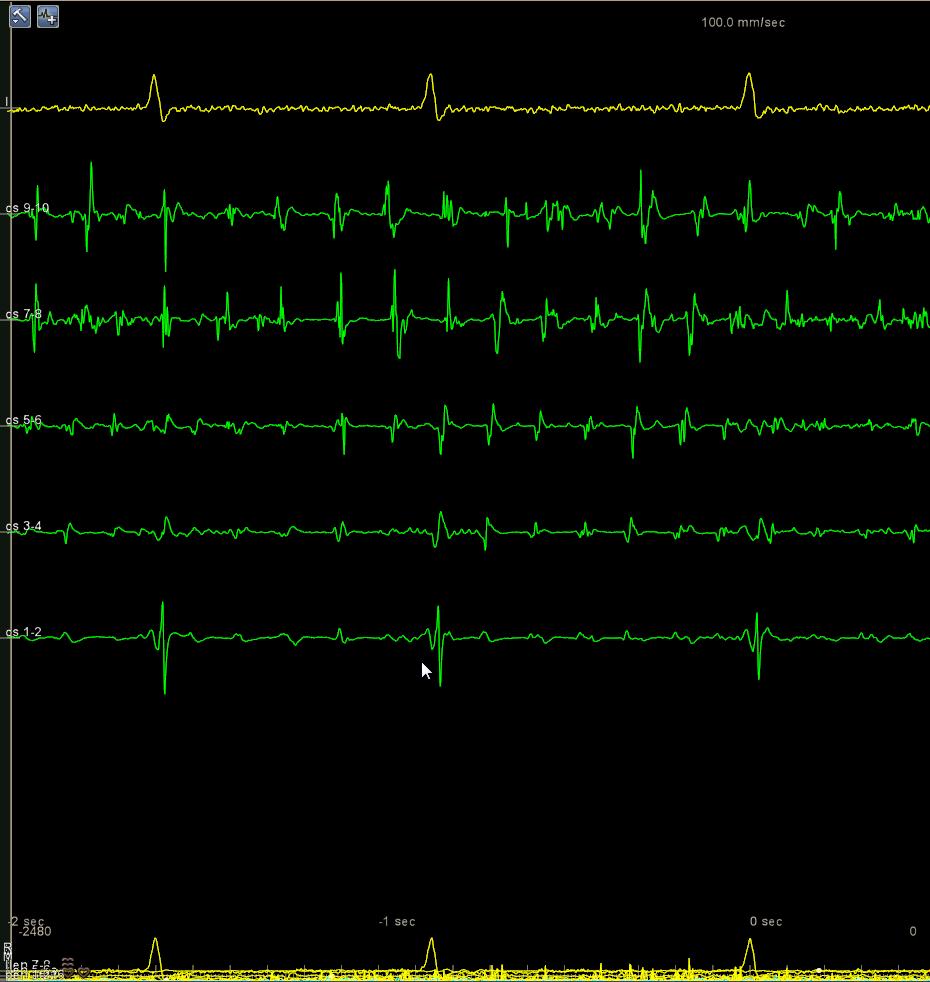 100.0 mm/sec
I
cs 9-10
cs 7-8
cs 5-6
cs 3-4
cs 1-2
-2 sec
-1 sec
0 sec
-2480
0